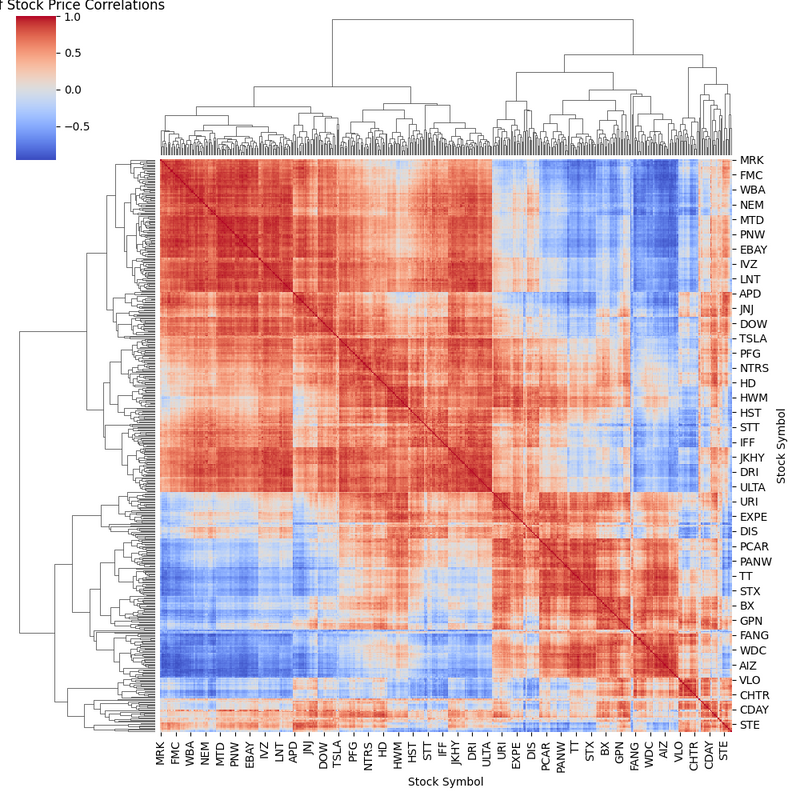 f Stock Price Correlations
1.0
0.5
0.0
−0.5
MRK
FMC
WBA
NEM
MTD
PNW
EBAY
IVZ
LNT
APD
JNJ
DOW
TSLA
PFG
NTRS
HD
HWM
HST
STT
IFF
JKHY
DRI
ULTA
URI
EXPE
DIS
PCAR
PANW
TT
STX
BX
GPN
FANG
WDC
AIZ
VLO
CHTR
CDAY
STE
Stock Symbol
MRK
FMC
WBA
NEM
MTD
PNW
EBAY
IVZ
LNT
APD
JNJ
DOW
TSLA
PFG
NTRS
HD
HWM
HST
STT
IFF
JKHY
DRI
ULTA
URI
EXPE
DIS
PCAR
PANW
TT
STX
BX
GPN
FANG
WDC
AIZ
VLO
CHTR
CDAY
STE
Stock Symbol